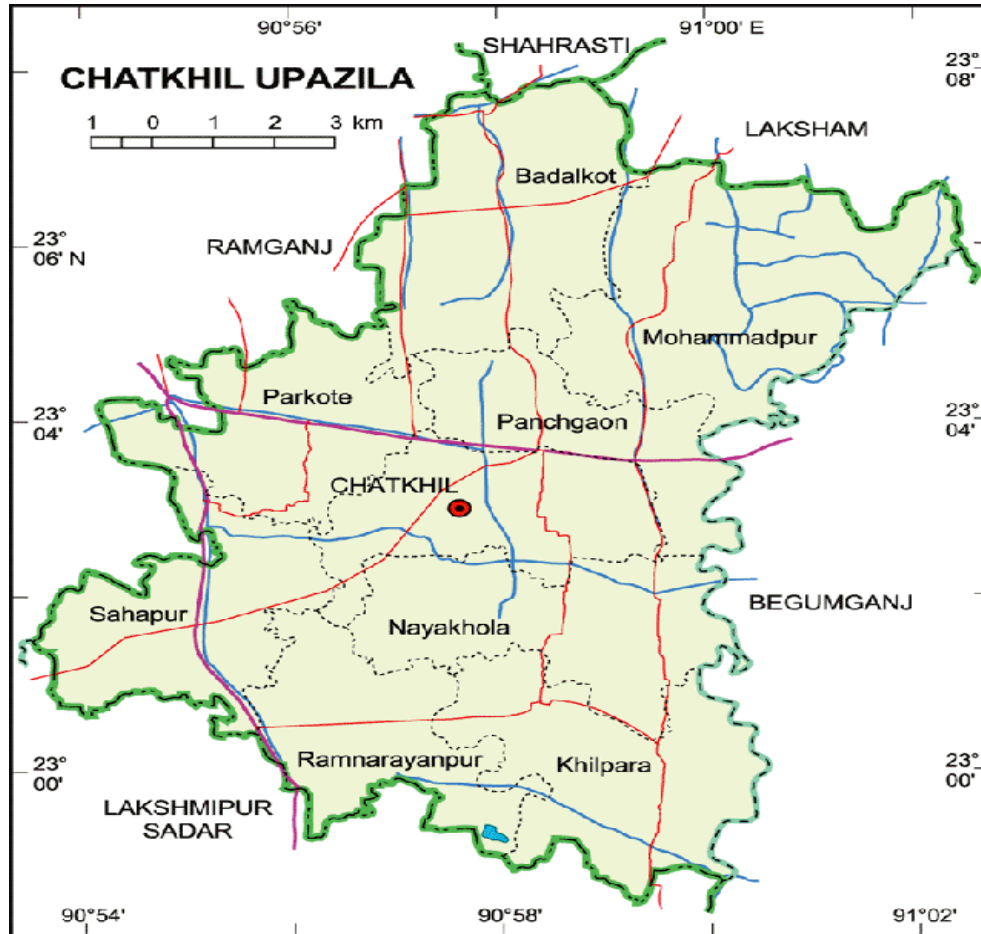 90°56' 91°00' E
SHAHRASTI
23°
08'
CHATKHIL UPAZILA
1 0 1 2 3 km
LAKSHAM
Badalkot
RAMGANJ
23°
06' N
Mohammadpur
Parkote
23°
04'
Panchgaon
23°
04'
CHATKHIL
Sahapur
BEGUMGANJ
Nayakhola
Ramnarayanpur
Khilpara
23°
00'
23°
00'
LAKSHMIPUR
SADAR
90°54' 90°58' 91°02'